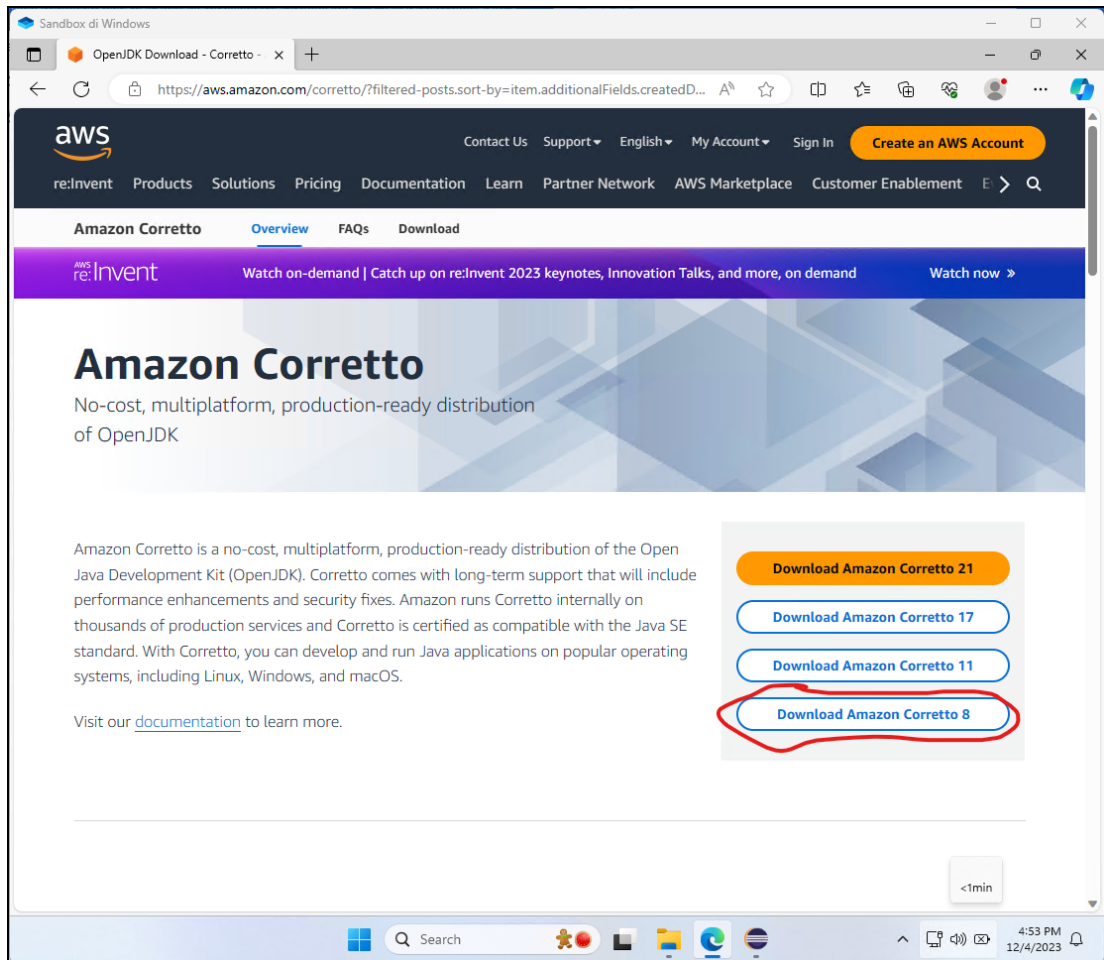 Sandbox di Windows
OpenJDK Download - Corretto -
https://aws.amazon.com/corretto/?filtered-posts.sort-by=item.additionalFields.createdD...
aws
Contact Us Support English My Account Sign In Create an AWS Account
re:Invent Products Solutions Pricing Documentation Learn Partner Network AWS Marketplace Customer Enablement
Amazon Corretto Overview FAQs Download
aws re:Invent Watch on-demand | Catch up on re:Invent 2023 keynotes, Innovation Talks, and more, on demand Watch now »
Amazon Corretto
No-cost, multiplatform, production-ready distribution
of OpenJDK
Amazon Corretto is a no-cost, multiplatform, production-ready distribution of the Open
Java Development Kit (OpenJDK). Corretto comes with long-term support that will include
performance enhancements and security fixes. Amazon runs Corretto internally on
thousands of production services and Corretto is certified as compatible with the Java SE
standard. With Corretto, you can develop and run Java applications on popular operating
systems, including Linux, Windows, and macOS.
Visit our documentation to learn more.
Download Amazon Corretto 21
Download Amazon Corretto 17
Download Amazon Corretto 11
Download Amazon Corretto 8
<1min
Search
4:53 PM
12/4/2023